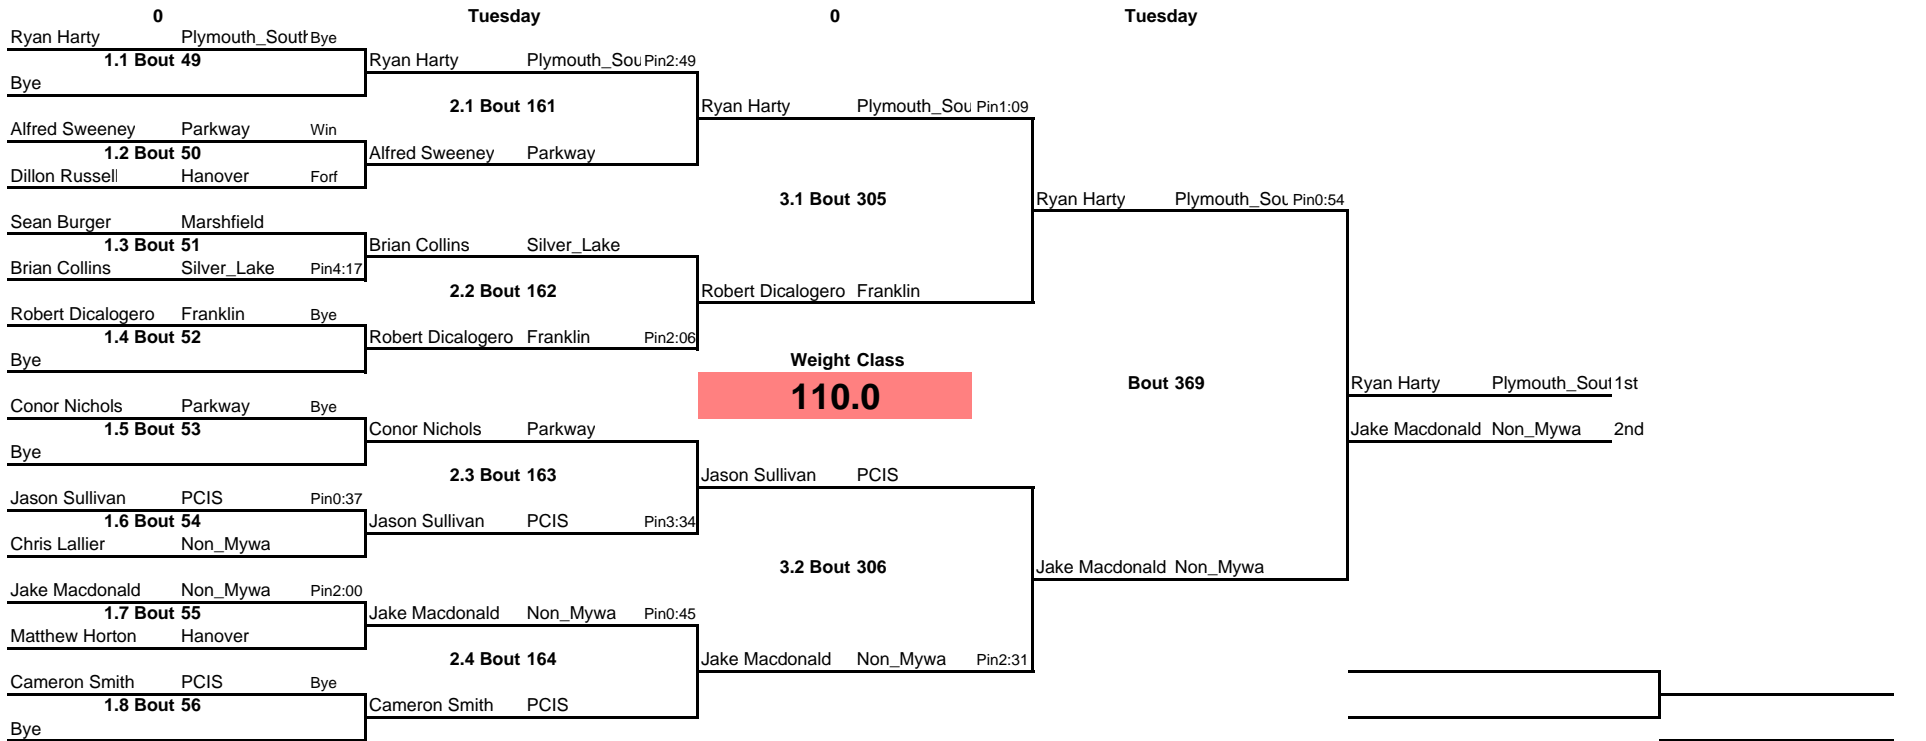 0 Tuesday 0 Tuesday
Ryan Harty Plymouth_South Bye
1.1 Bout 49 Ryan Harty Plymouth_Sou Pin2:49
Bye
2.1 Bout 161 Ryan Harty Plymouth_Sou Pin1:09
Alfred Sweeney Parkway Win
1.2 Bout 50 Alfred Sweeney Parkway
Dillon Russell Hanover Forf
3.1 Bout 305 Ryan Harty Plymouth_Sou Pin0:54
Sean Burger Marshfield
1.3 Bout 51 Brian Collins Silver_Lake
Brian Collins Silver_Lake Pin4:17
2.2 Bout 162 Robert Dicalogero Franklin
Robert Dicalogero Franklin Bye
1.4 Bout 52 Robert Dicalogero Franklin Pin2:06
Bye Weight Class
110.0 Bout 369 Ryan Harty Plymouth_Sout 1st
Conor Nichols Parkway Bye
1.5 Bout 53 Conor Nichols Parkway Jake Macdonald Non_Mywa 2nd
Bye
2.3 Bout 163 Jason Sullivan PCIS
Jason Sullivan PCIS Pin0:37
1.6 Bout 54 Jason Sullivan PCIS Pin3:34
Chris Lallier Non_Mywa
3.2 Bout 306 Jake Macdonald Non_Mywa
Jake Macdonald Non_Mywa Pin2:00
1.7 Bout 55 Jake Macdonald Non_Mywa Pin0:45
Matthew Horton Hanover
2.4 Bout 164 Jake Macdonald Non_Mywa Pin2:31
Cameron Smith PCIS Bye
1.8 Bout 56 Cameron Smith PCIS
Bye